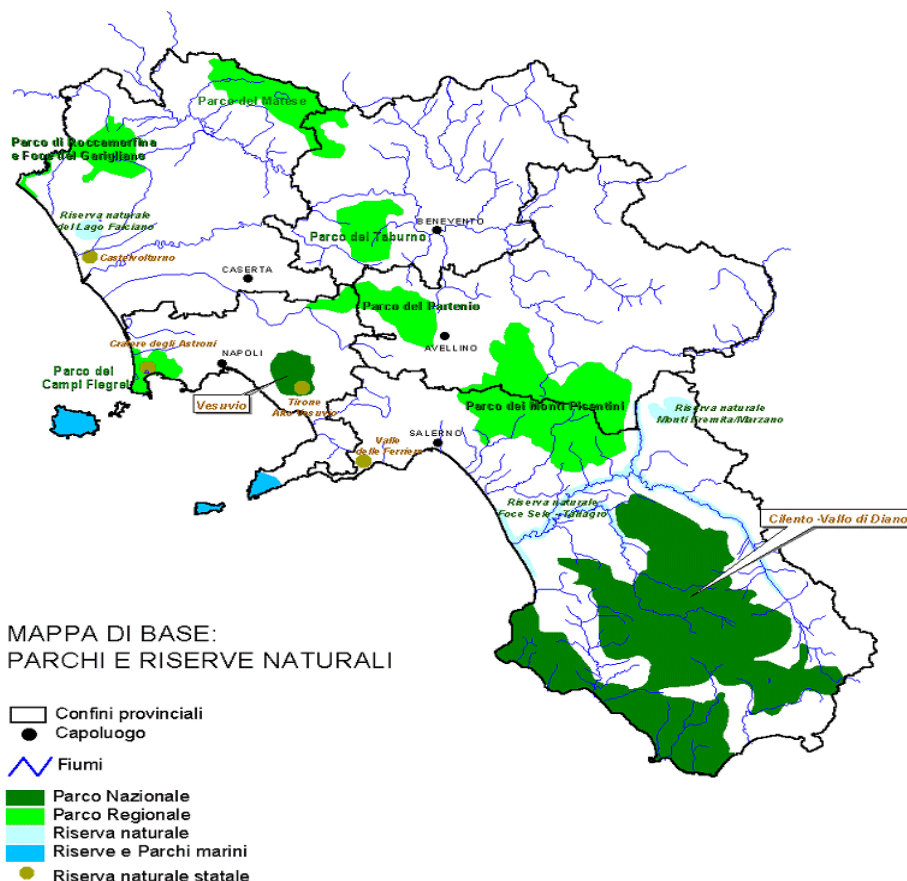 Parco del Matese
Parco di Roccamorfina
e Foce del Garigliano
Riserva naturale
del Lago Falciano
Castelvolturno
BENEVENTO
Parco del Taburno
CASERTA
Parco del Partenio
AVELLINO
Cratere degli Astroni
NAPOLI
Parco dei
Campi Flegrei
Vesuvio
Tirone
Alto Vesuvio
Parco dei Monti Picentini
Riserva naturale
Monti Eremita/Marzano
SALERNO
Valle
delle Ferriere
Riserva naturale
Foce Sele - Tanagro
Cilento -Vallo di Diano
MAPPA DI BASE:
PARCHI E RISERVE NATURALI
Confini provinciali
Capoluogo
Fiumi
Parco Nazionale
Parco Regionale
Riserva naturale
Riserve e Parchi marini
Riserva naturale statale